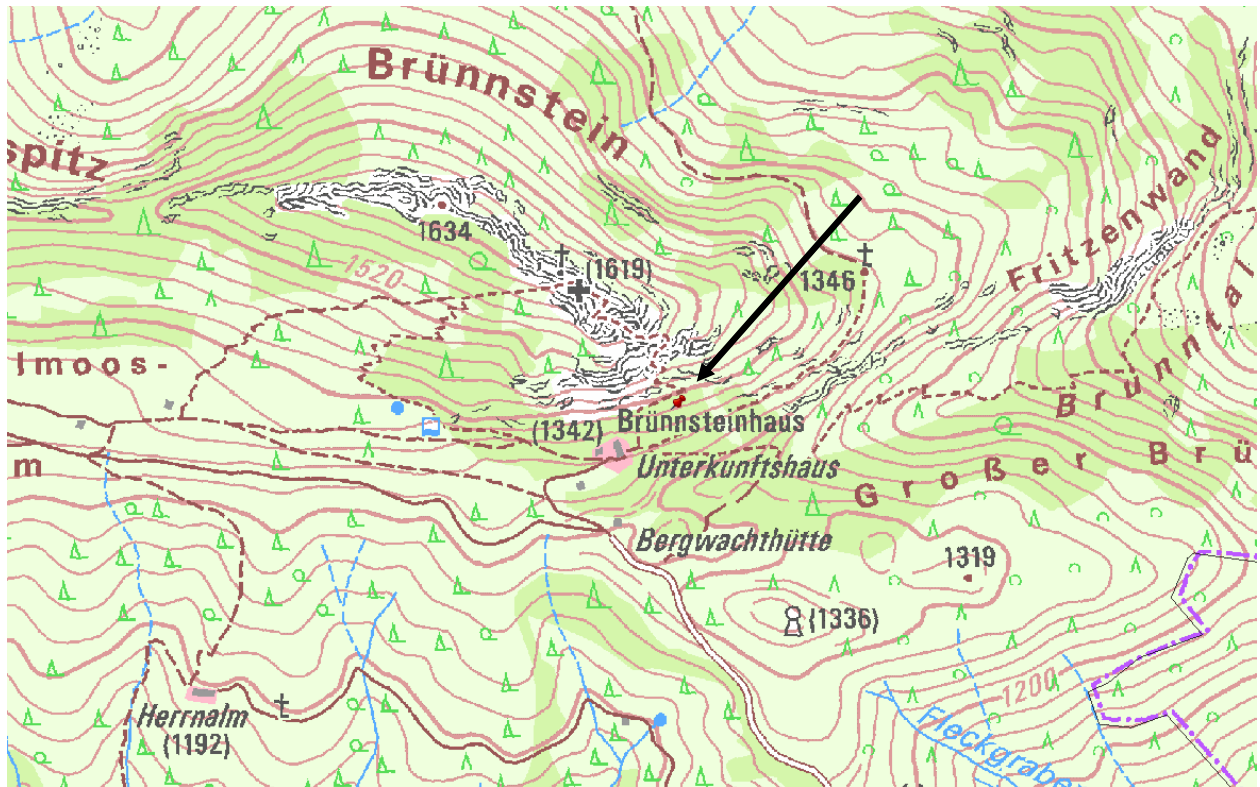 Brünnstein
spitz
1634
(1619)
1520
1346
Fritzenwand
lmoos-
Brünnsteinhaus
(1342)
Unterkunftshaus
Brunntal
m
Großer Brü
Bergwachthütte
1319
(1336)
1200
Herrnalm
(1192)
Fleckgrabe